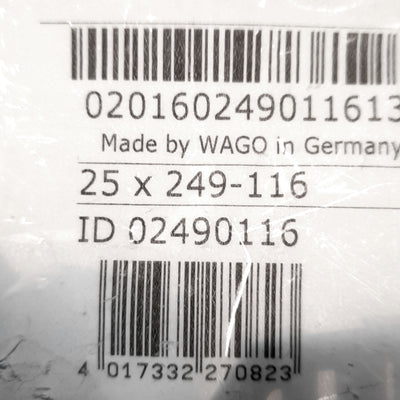 020160249011613
Made by WAGO in Germany
25 x 249-116
ID 02490116
4 017332 270823